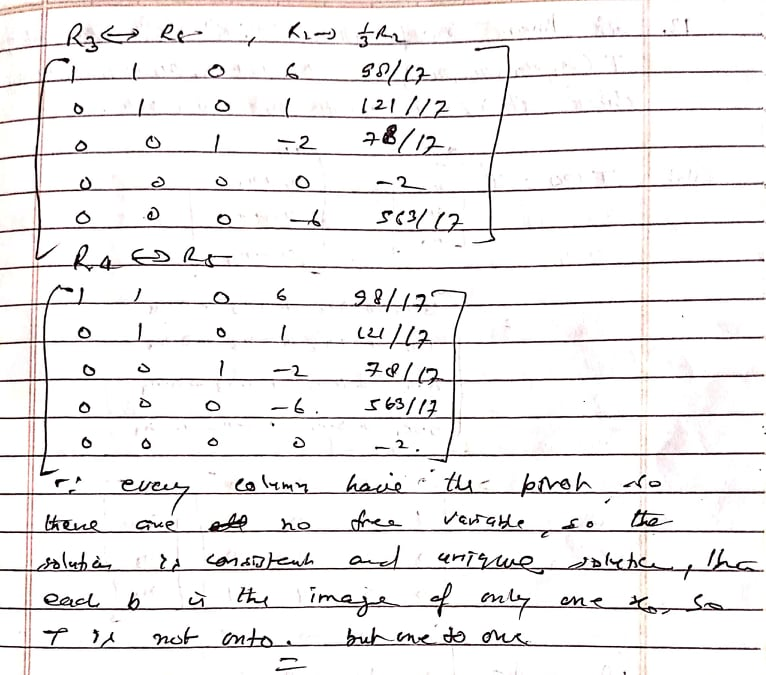 R3 ⟺ R5 , R2 → 1/3 R2
1 1 0 6 98/17
0 1 0 1 121/17
0 0 1 -2 78/17
0 0 0 0 -2
0 0 0 -6 563/17
R4 ⟺ R5
1 1 0 6 98/17
0 1 0 1 121/17
0 0 1 -2 78/17
0 0 0 -6 563/17
0 0 0 0 -2
∵ every column have the pivot so
there are no free variable, so the
solution is consistent and unique solution,
each b is the image of only one x, so
T is not onto. but one to one